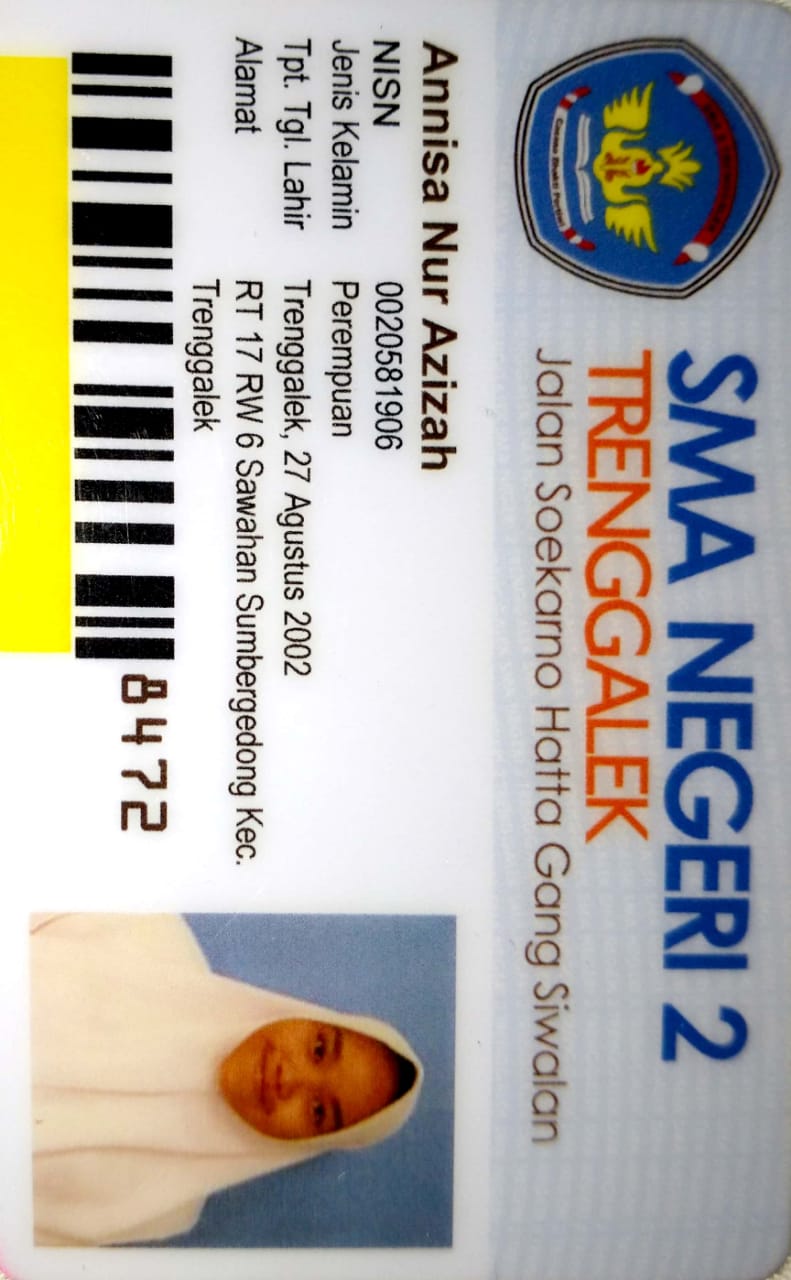 SMA NEGERI 2
TRENGGALEK
Jalan Soekarno Hatta Gang Siwalan
Annisa Nur Azizah
NISN 0020581906
Jenis Kelamin Perempuan
Tpt. Tgl. Lahir Trenggalek, 27 Agustus 2002
Alamat RT 17 RW 6 Sawahan Sumbergedong Kec.
Trenggalek
8472